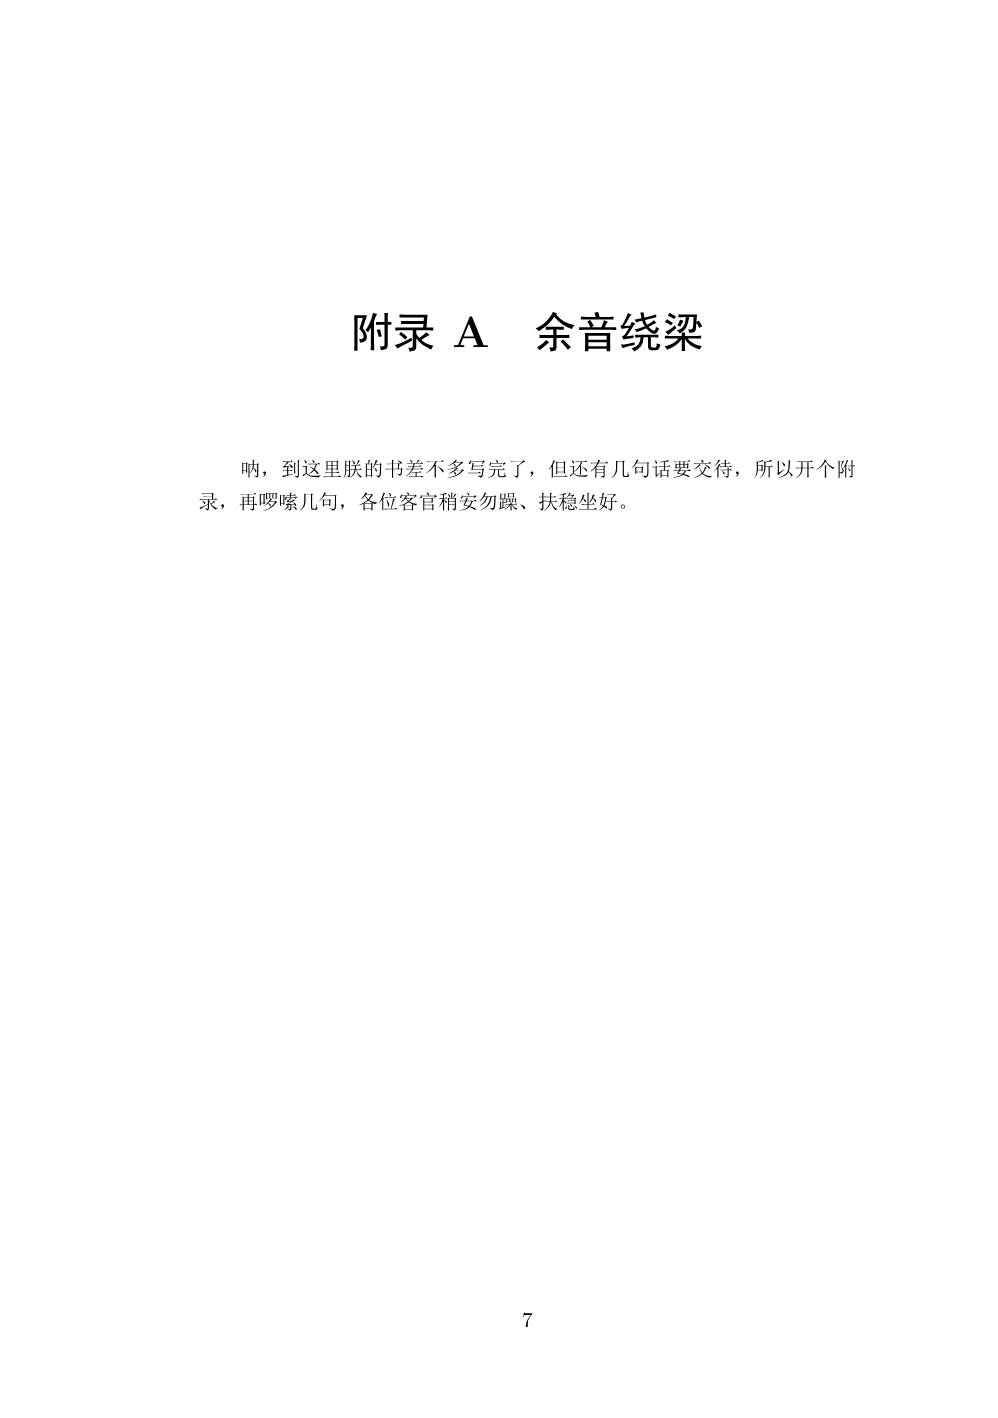 附录 A 余音绕梁
呐，到这里朕的书差不多写完了，但还有几句话要交待，所以开个附
录，再啰嗦几句，各位客官稍安勿躁、扶稳坐好。
7